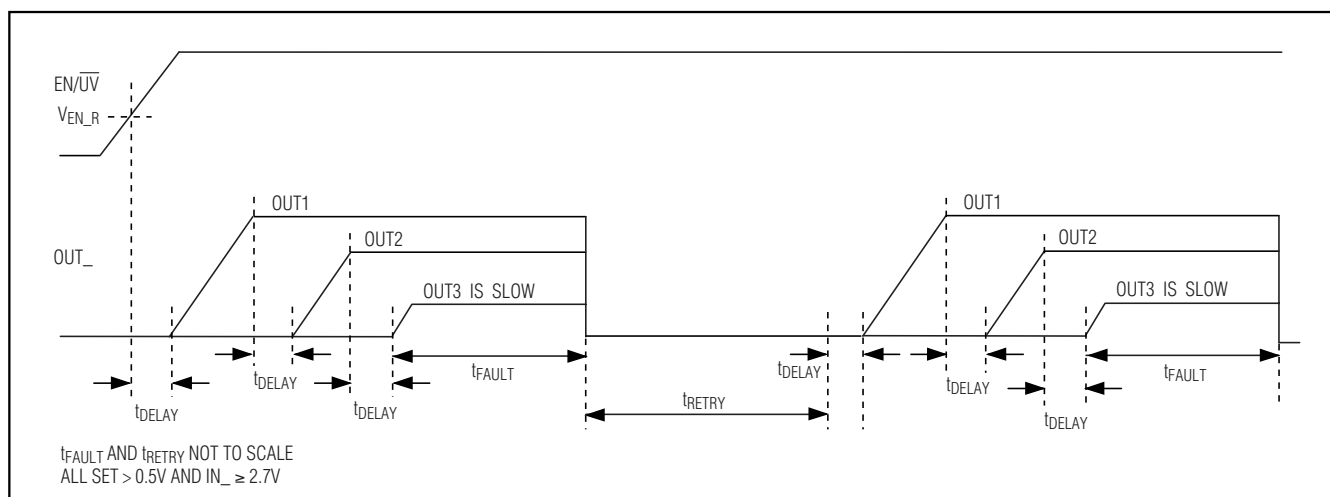 EN/U̅V̅
VEN_R
OUT1
OUT1
OUT2
OUT2
OUT_
OUT3 IS SLOW
OUT3 IS SLOW
tDELAY
tFAULT
tDELAY
tFAULT
tDELAY
tDELAY
tRETRY
tDELAY
tDELAY
tFAULT AND tRETRY NOT TO SCALE
ALL SET > 0.5V AND IN_ ≥ 2.7V